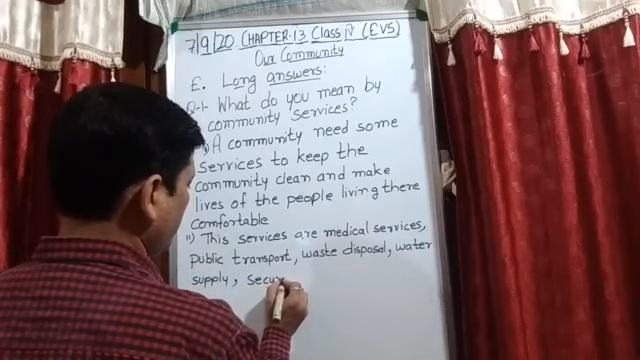 7/9/20 CHAPTER-13 Class IV (EVS)
Our Community
E. Long answers:
Q-1. What do you mean by
community services?
i) A community need some
services to keep the
community clean and make
lives of the people living there
comfortable
ii) This services are medical services,
public transport, waste disposal, water
supply, secu